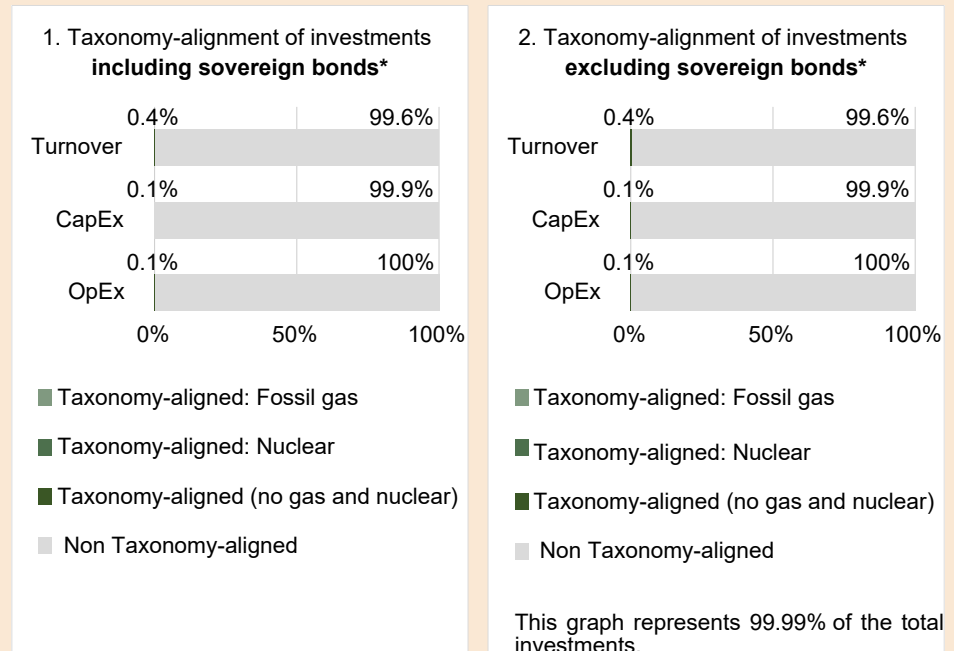 1. Taxonomy-alignment of investments
including sovereign bonds*
0.4% 99.6%
Turnover
0.1% 99.9%
CapEx
0.1% 100%
OpEx
0% 50% 100%
Taxonomy-aligned: Fossil gas
Taxonomy-aligned: Nuclear
Taxonomy-aligned (no gas and nuclear)
Non Taxonomy-aligned
2. Taxonomy-alignment of investments
excluding sovereign bonds*
0.4% 99.6%
Turnover
0.1% 99.9%
CapEx
0.1% 100%
OpEx
0% 50% 100%
Taxonomy-aligned: Fossil gas
Taxonomy-aligned: Nuclear
Taxonomy-aligned (no gas and nuclear)
Non Taxonomy-aligned
This graph represents 99.99% of the total
investments.